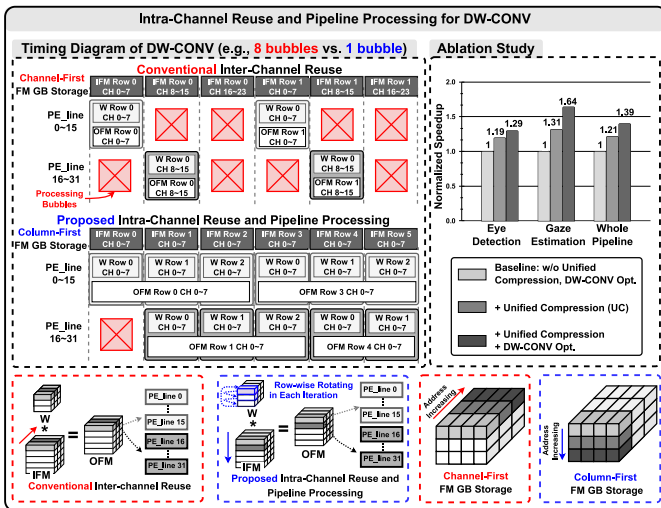 Intra-Channel Reuse and Pipeline Processing for DW-CONV
Timing Diagram of DW-CONV (e.g., 8 bubbles vs. 1 bubble)
Conventional Inter-Channel Reuse
Channel-First
FM GB Storage
IFM Row 0
CH 0~7
IFM Row 0
CH 8~15
IFM Row 0
CH 16~23
IFM Row 1
CH 0~7
IFM Row 1
CH 8~15
IFM Row 1
CH 16~23
PE_line
0~15
W Row 0
CH 0~7
OFM Row 0
CH 0~7
W Row 0
CH 0~7
OFM Row 1
CH 0~7
PE_line
16~31
W Row 0
CH 8~15
OFM Row 0
CH 8~15
W Row 0
CH 8~15
OFM Row 1
CH 8~15
Processing
Bubbles
Proposed Intra-Channel Reuse and Pipeline Processing
Column-First
FM GB Storage
IFM Row 0
CH 0~7
IFM Row 1
CH 0~7
IFM Row 2
CH 0~7
IFM Row 3
CH 0~7
IFM Row 4
CH 0~7
IFM Row 5
CH 0~7
PE_line
0~15
W Row 0
CH 0~7
W Row 1
CH 0~7
W Row 2
CH 0~7
W Row 0
CH 0~7
W Row 1
CH 0~7
W Row 2
CH 0~7
OFM Row 0 CH 0~7
OFM Row 3 CH 0~7
PE_line
16~31
W Row 0
CH 0~7
W Row 1
CH 0~7
W Row 2
CH 0~7
W Row 0
CH 0~7
W Row 1
CH 0~7
OFM Row 1 CH 0~7
OFM Row 4 CH 0~7
Ablation Study
Normalized Speedup
2.0
1.5
1.0
0.5
0.0
1
1.19
1.29
1
1.31
1.64
1
1.21
1.39
Eye
Detection
Gaze
Estimation
Whole
Pipeline
Baseline: w/o Unified
Compression, DW-CONV Opt.
+ Unified Compression (UC)
+ Unified Compression
+ DW-CONV Opt.
W
*
IFM
=
OFM
PE_line 0
PE_line 15
PE_line 16
PE_line 31
Conventional Inter-channel Reuse
Row-wise Rotating
in Each Iteration
W
*
IFM
=
OFM
PE_line 0
PE_line 15
PE_line 16
PE_line 31
Proposed Intra-Channel Reuse and
Pipeline Processing
Address
Increasing
Channel-First
FM GB Storage
Address
Increasing
Column-First
FM GB Storage